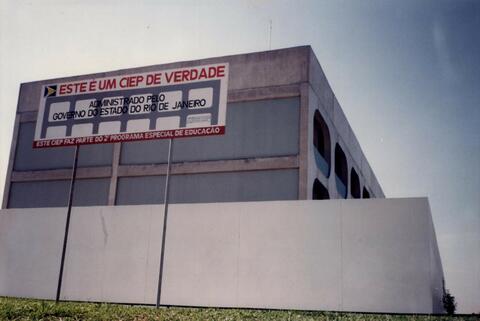 ESTE É UM CIEP DE VERDADE
ADMINISTRADO PELO
GOVERNO DO ESTADO DO RIO DE JANEIRO
ESTE CIEP FAZ PARTE DO 2º PROGRAMA ESPECIAL DE EDUCAÇÃO